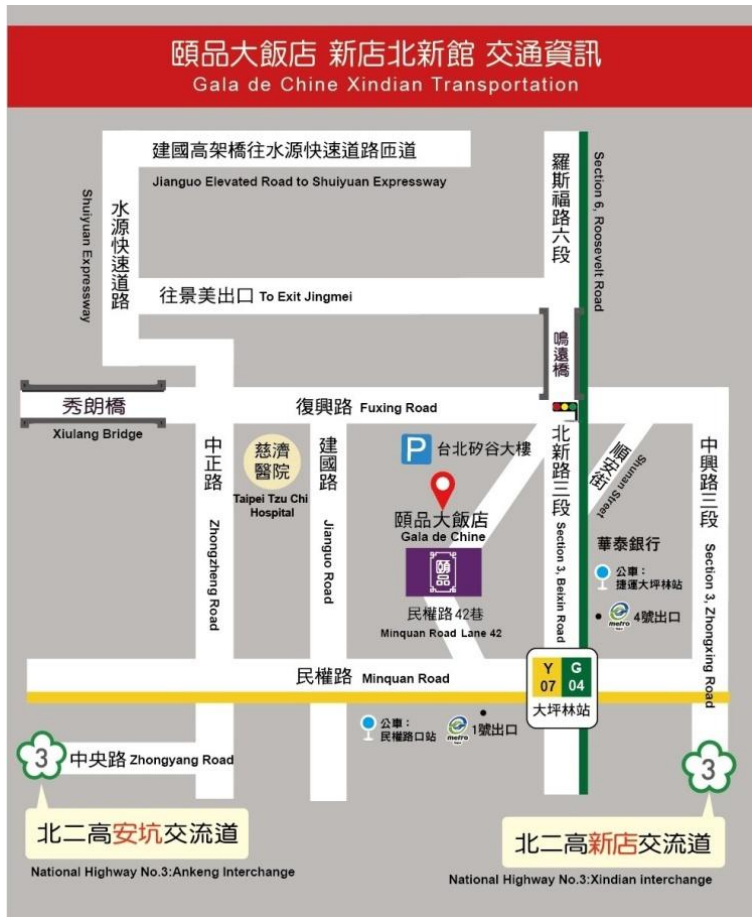 頤品大飯店 新店北新館 交通資訊
Gala de Chine Xindian Transportation
建國高架橋往水源快速道路匝道
Jianguo Elevated Road to Shuiyuan Expressway
水源快速道路
Shuiyuan Expressway
羅斯福路六段
Section 6, Roosevelt Road
往景美出口 To Exit Jingmei
鳴遠橋
秀朗橋
Xiulang Bridge
復興路 Fuxing Road
中正路
Zhongzheng Road
慈濟
醫院
Taipei Tzu Chi
Hospital
建國路
Jianguo Road
P 台北矽谷大樓
頤品大飯店
Gala de Chine
頤品
民權路42巷
Minquan Road Lane 42
北新路三段
Section 3, Beixin Road
順安街
Shunan Street
中興路三段
Section 3, Zhongxing Road
華泰銀行
公車：
捷運大坪林站
metro
4號出口
民權路 Minquan Road
Y
07
G
04
大坪林站
公車：
民權路口站
metro
1號出口
3
中央路 Zhongyang Road
3
北二高安坑交流道
National Highway No.3:Ankeng Interchange
北二高新店交流道
National Highway No.3:Xindian interchange